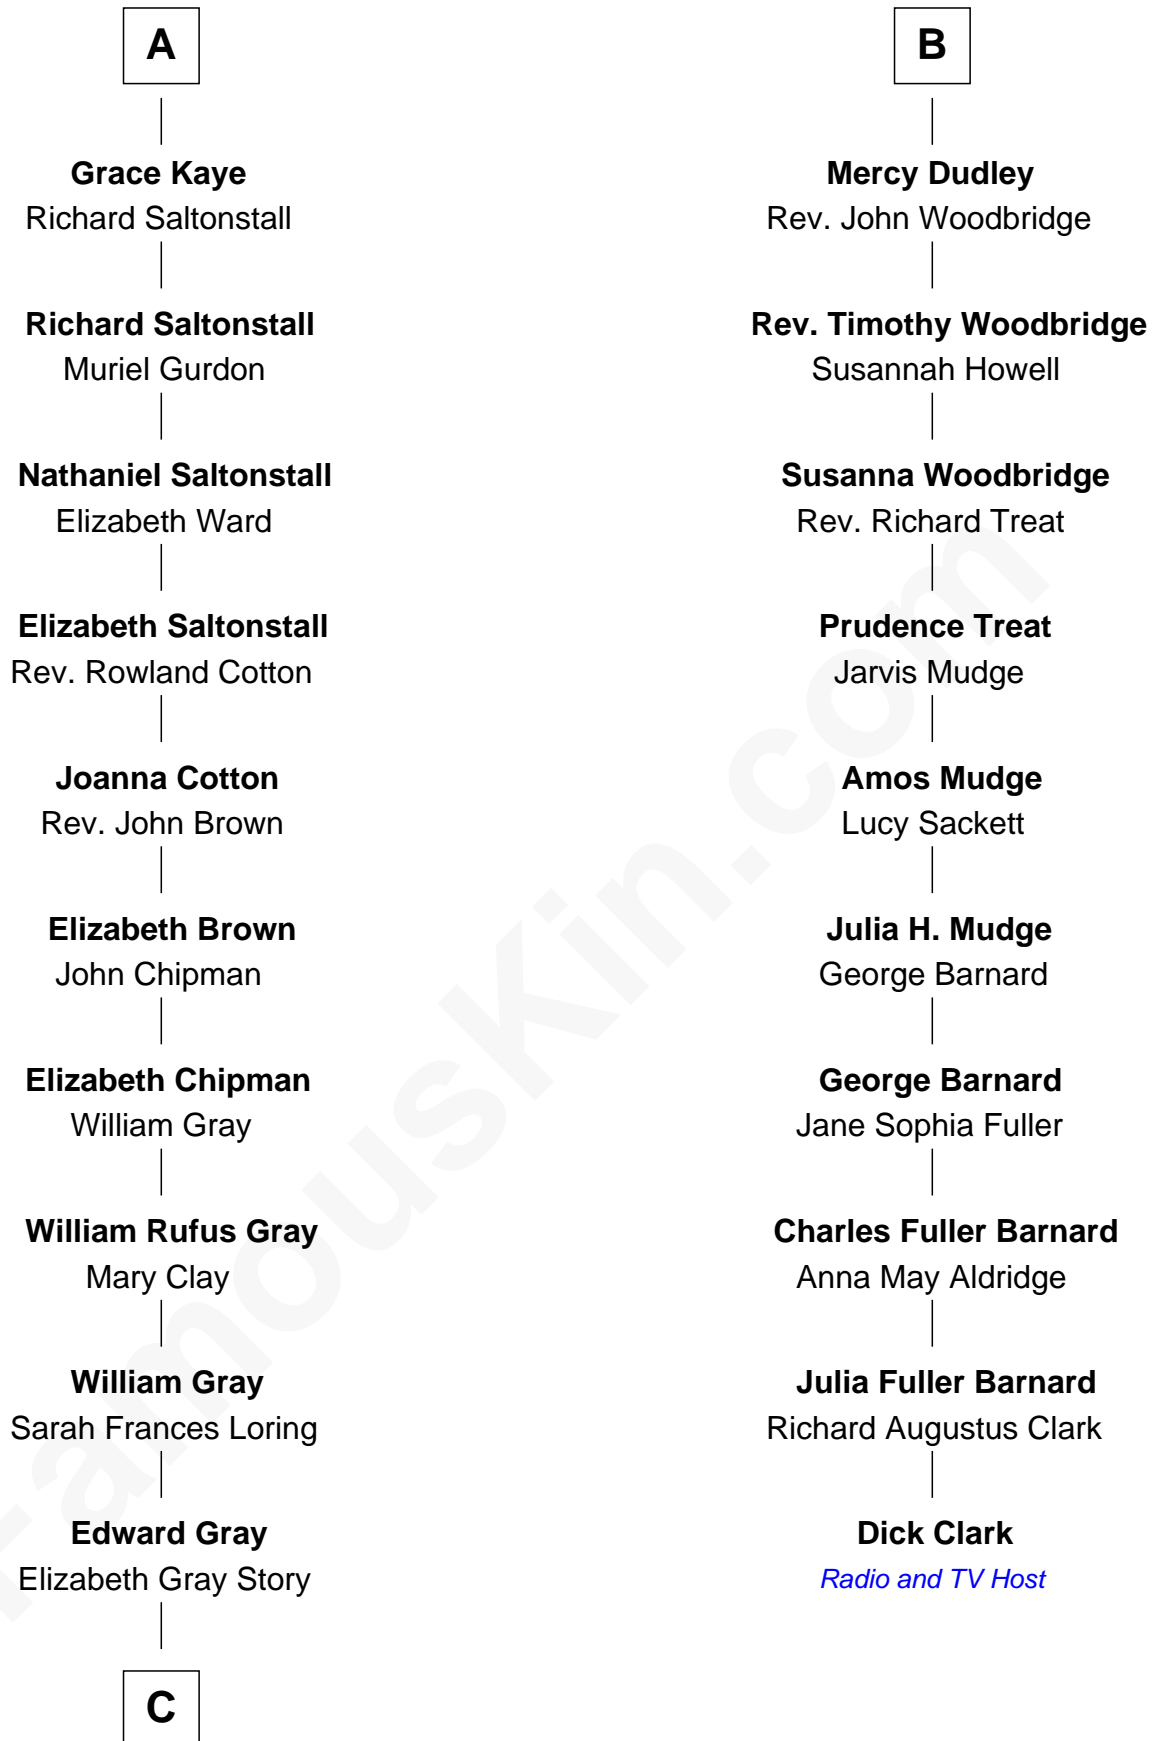 A
Grace Kaye
Richard Saltonstall
Richard Saltonstall
Muriel Gurdon
Nathaniel Saltonstall
Elizabeth Ward
Elizabeth Saltonstall
Rev. Rowland Cotton
Joanna Cotton
Rev. John Brown
Elizabeth Brown
John Chipman
Elizabeth Chipman
William Gray
William Rufus Gray
Mary Clay
William Gray
Sarah Frances Loring
Edward Gray
Elizabeth Gray Story
C
B
Mercy Dudley
Rev. John Woodbridge
Rev. Timothy Woodbridge
Susannah Howell
Susanna Woodbridge
Rev. Richard Treat
Prudence Treat
Jarvis Mudge
Amos Mudge
Lucy Sackett
Julia H. Mudge
George Barnard
George Barnard
Jane Sophia Fuller
Charles Fuller Barnard
Anna May Aldridge
Julia Fuller Barnard
Richard Augustus Clark
Dick Clark
Radio and TV Host
FamousKin.com